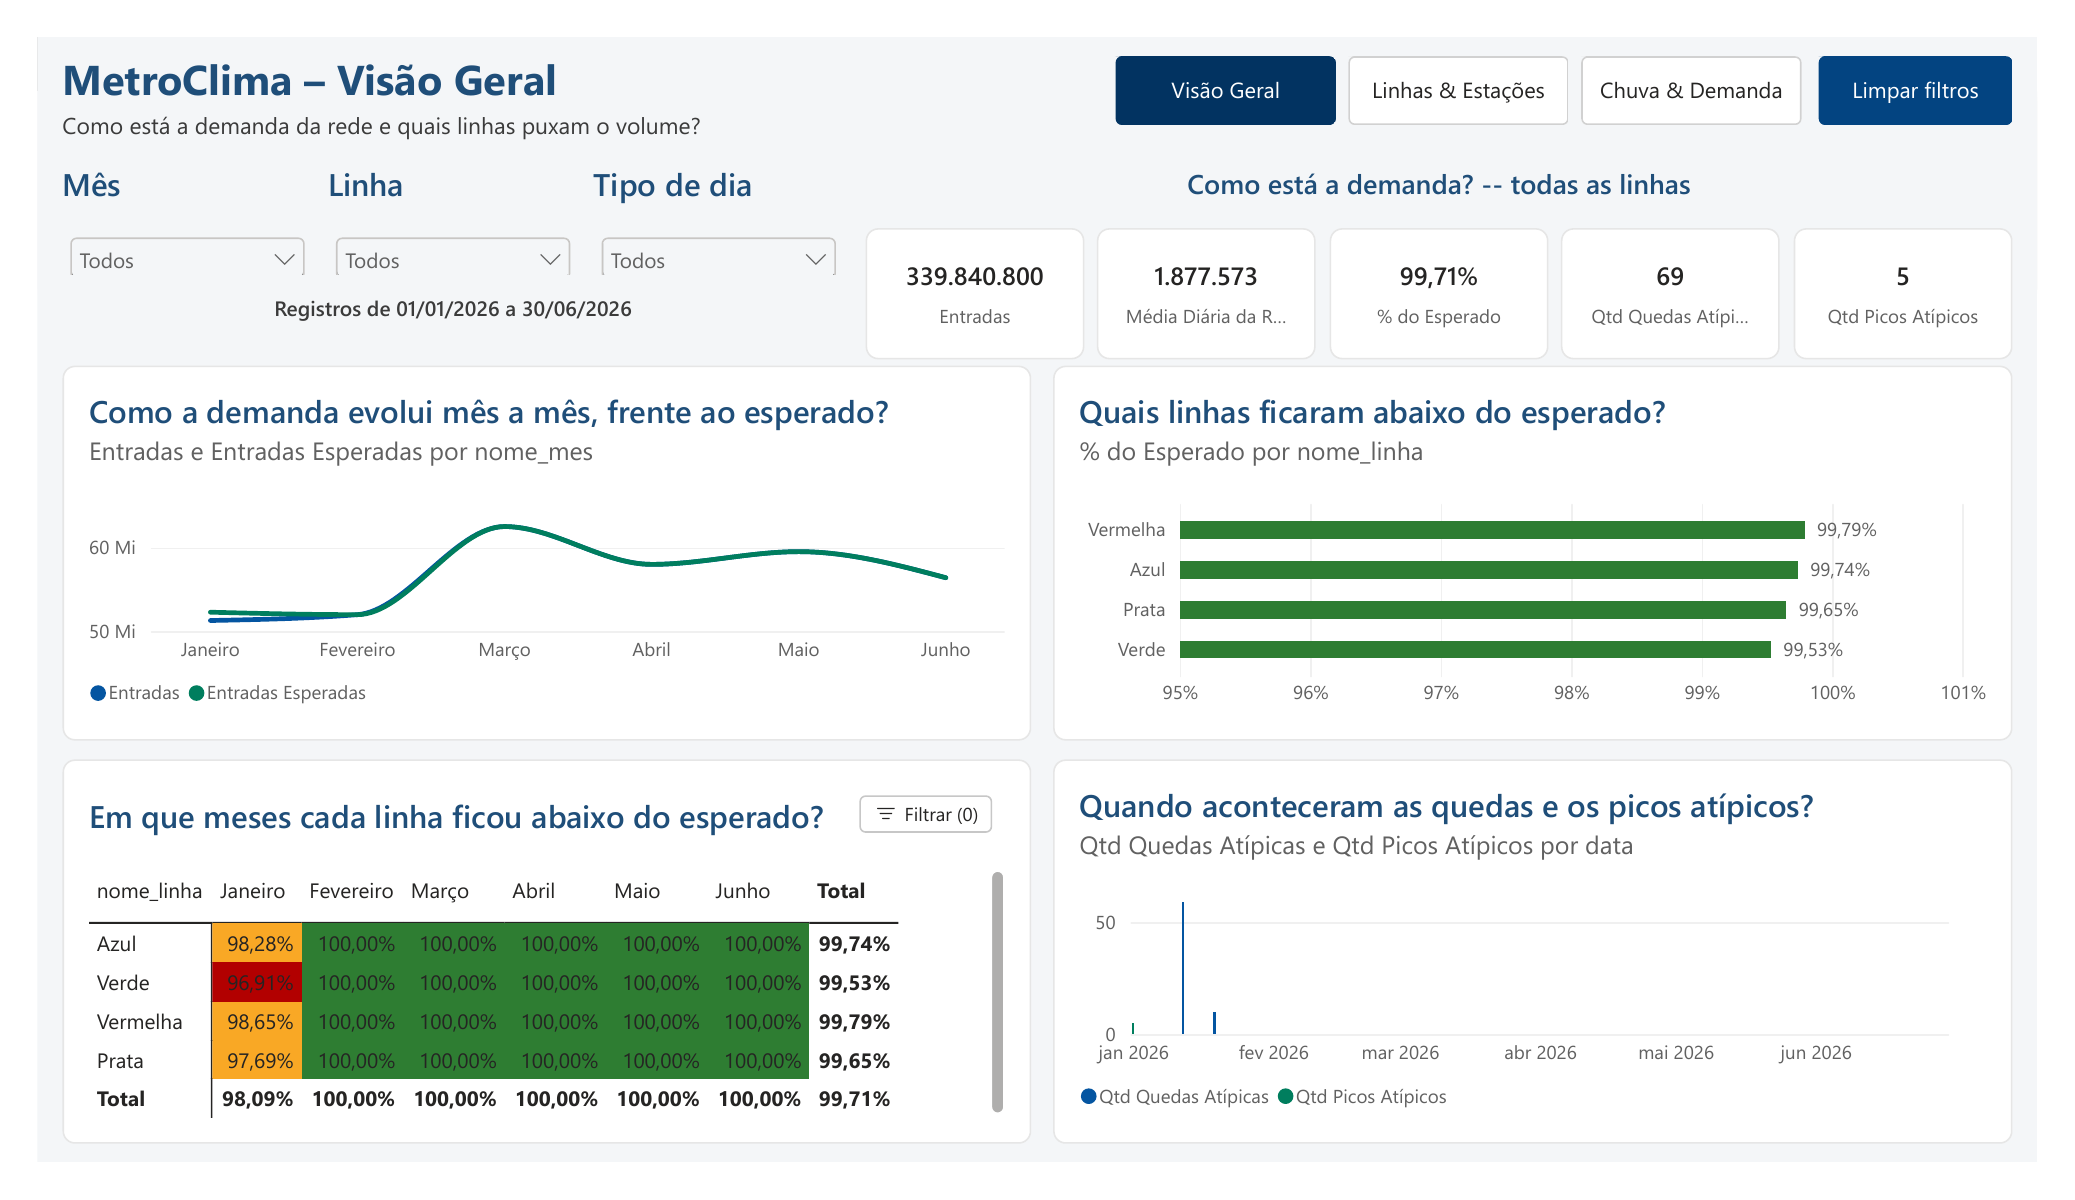 MetroClima – Visão Geral
Como está a demanda da rede e quais linhas puxam o volume?
Visão Geral
Linhas & Estações
Chuva & Demanda
Limpar filtros
Mês
Linha
Tipo de dia
Todos
Todos
Todos
Registros de 01/01/2026 a 30/06/2026
Como está a demanda? -- todas as linhas
339.840.800
Entradas
1.877.573
Média Diária da R...
99,71%
% do Esperado
69
Qtd Quedas Atípi...
5
Qtd Picos Atípicos
Como a demanda evolui mês a mês, frente ao esperado?
Entradas e Entradas Esperadas por nome_mes
60 Mi
50 Mi
Janeiro Fevereiro Março Abril Maio Junho
Entradas Entradas Esperadas
Quais linhas ficaram abaixo do esperado?
% do Esperado por nome_linha
Vermelha 99,79%
Azul 99,74%
Prata 99,65%
Verde 99,53%
95% 96% 97% 98% 99% 100% 101%
Em que meses cada linha ficou abaixo do esperado?
Filtrar (0)
nome_linha Janeiro Fevereiro Março Abril Maio Junho Total
Azul 98,28% 100,00% 100,00% 100,00% 100,00% 100,00% 99,74%
Verde 96,91% 100,00% 100,00% 100,00% 100,00% 100,00% 99,53%
Vermelha 98,65% 100,00% 100,00% 100,00% 100,00% 100,00% 99,79%
Prata 97,69% 100,00% 100,00% 100,00% 100,00% 100,00% 99,65%
Total 98,09% 100,00% 100,00% 100,00% 100,00% 100,00% 99,71%
Quando aconteceram as quedas e os picos atípicos?
Qtd Quedas Atípicas e Qtd Picos Atípicos por data
50
0
jan 2026 fev 2026 mar 2026 abr 2026 mai 2026 jun 2026
Qtd Quedas Atípicas Qtd Picos Atípicos